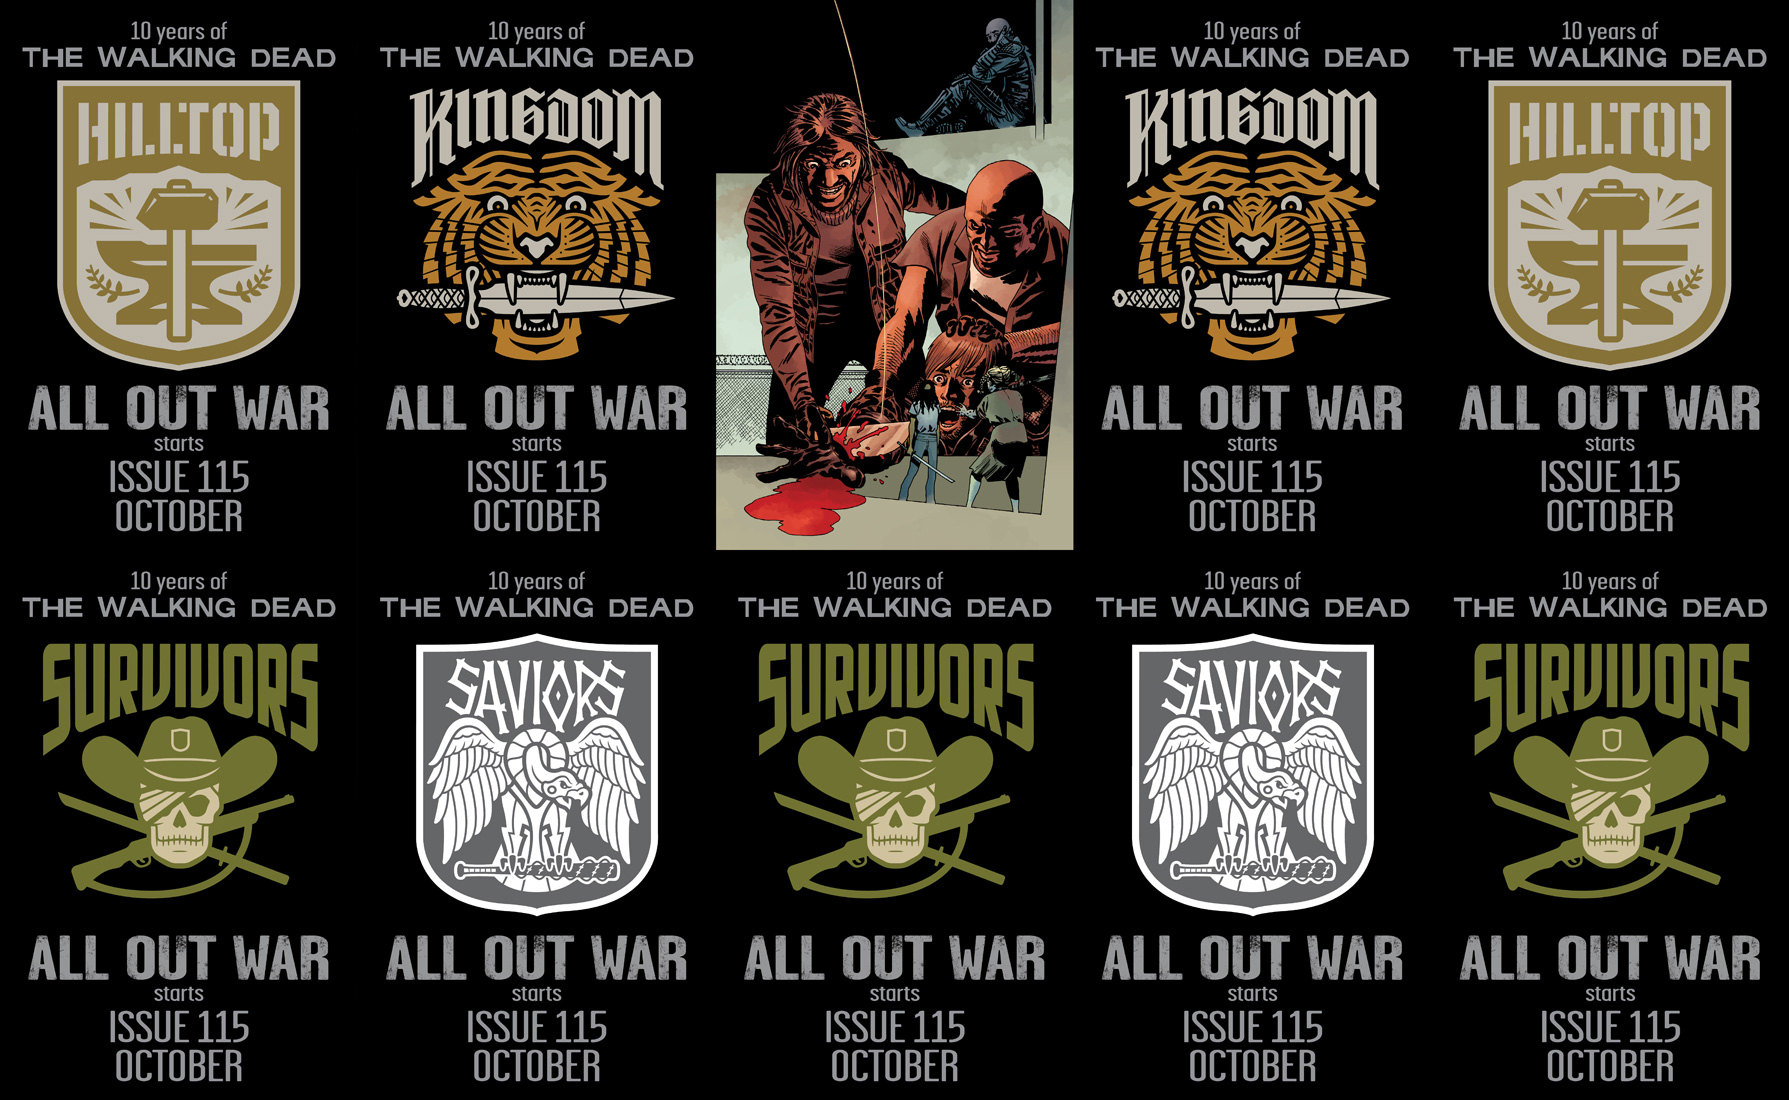 10 years of
THE WALKING DEAD
HILLTOP
ALL OUT WAR
starts
ISSUE 115
OCTOBER
10 years of
THE WALKING DEAD
KINGDOM
ALL OUT WAR
starts
ISSUE 115
OCTOBER
10 years of
THE WALKING DEAD
KINGDOM
ALL OUT WAR
starts
ISSUE 115
OCTOBER
10 years of
THE WALKING DEAD
HILLTOP
ALL OUT WAR
starts
ISSUE 115
OCTOBER
10 years of
THE WALKING DEAD
SURVIVORS
ALL OUT WAR
starts
ISSUE 115
OCTOBER
10 years of
THE WALKING DEAD
SAVIORS
ALL OUT WAR
starts
ISSUE 115
OCTOBER
10 years of
THE WALKING DEAD
SURVIVORS
ALL OUT WAR
starts
ISSUE 115
OCTOBER
10 years of
THE WALKING DEAD
SAVIORS
ALL OUT WAR
starts
ISSUE 115
OCTOBER
10 years of
THE WALKING DEAD
SURVIVORS
ALL OUT WAR
starts
ISSUE 115
OCTOBER